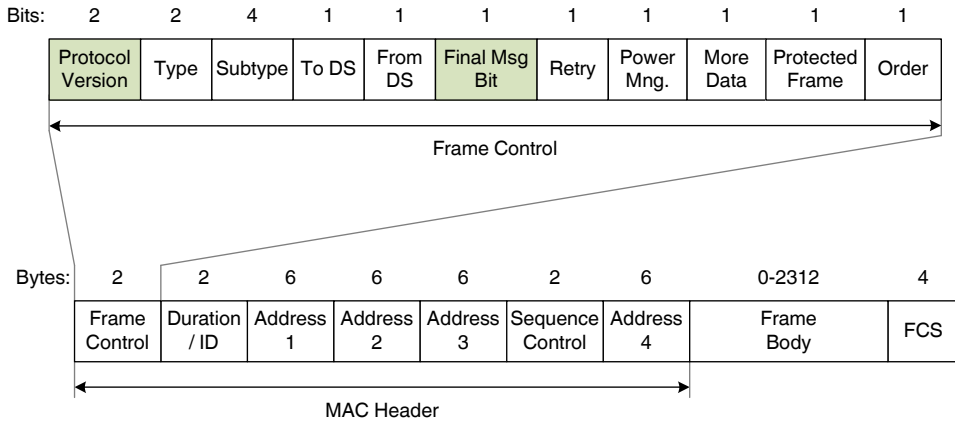 Bits: 2 2 4 1 1 1 1 1 1 1 1
Protocol Version Type Subtype To DS From DS Final Msg Bit Retry Power Mng. More Data Protected Frame Order
Frame Control
Bytes: 2 2 6 6 6 2 6 0-2312 4
Frame Control Duration / ID Address 1 Address 2 Address 3 Sequence Control Address 4 Frame Body FCS
MAC Header